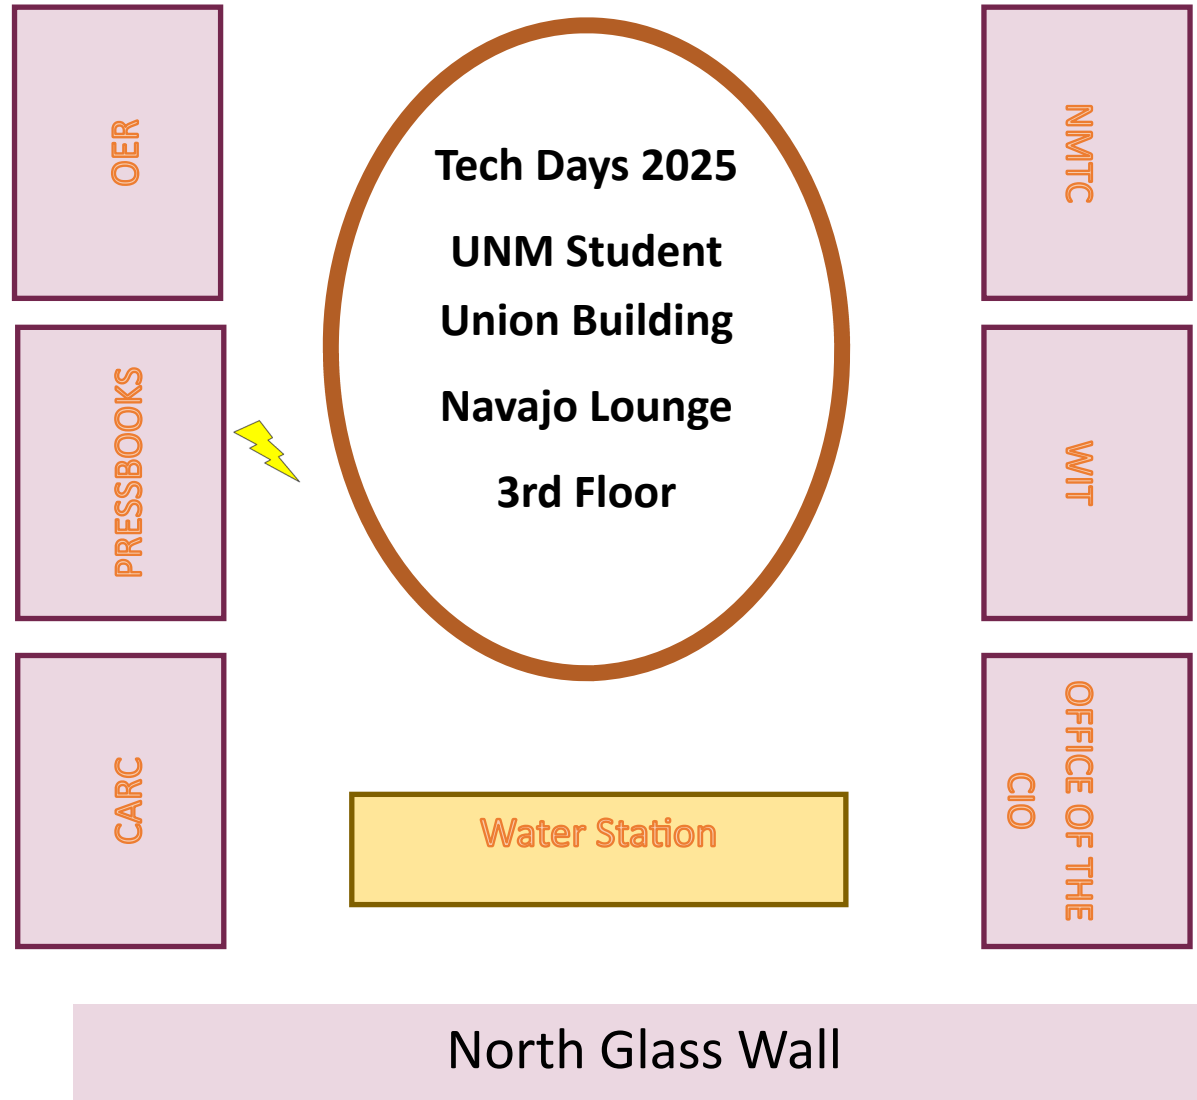 OER
NMTC
Tech Days 2025
UNM Student
Union Building
Navajo Lounge
3rd Floor
PRESSBOOKS
WIT
CARC
OFFICE OF THE
CIO
Water Station
North Glass Wall